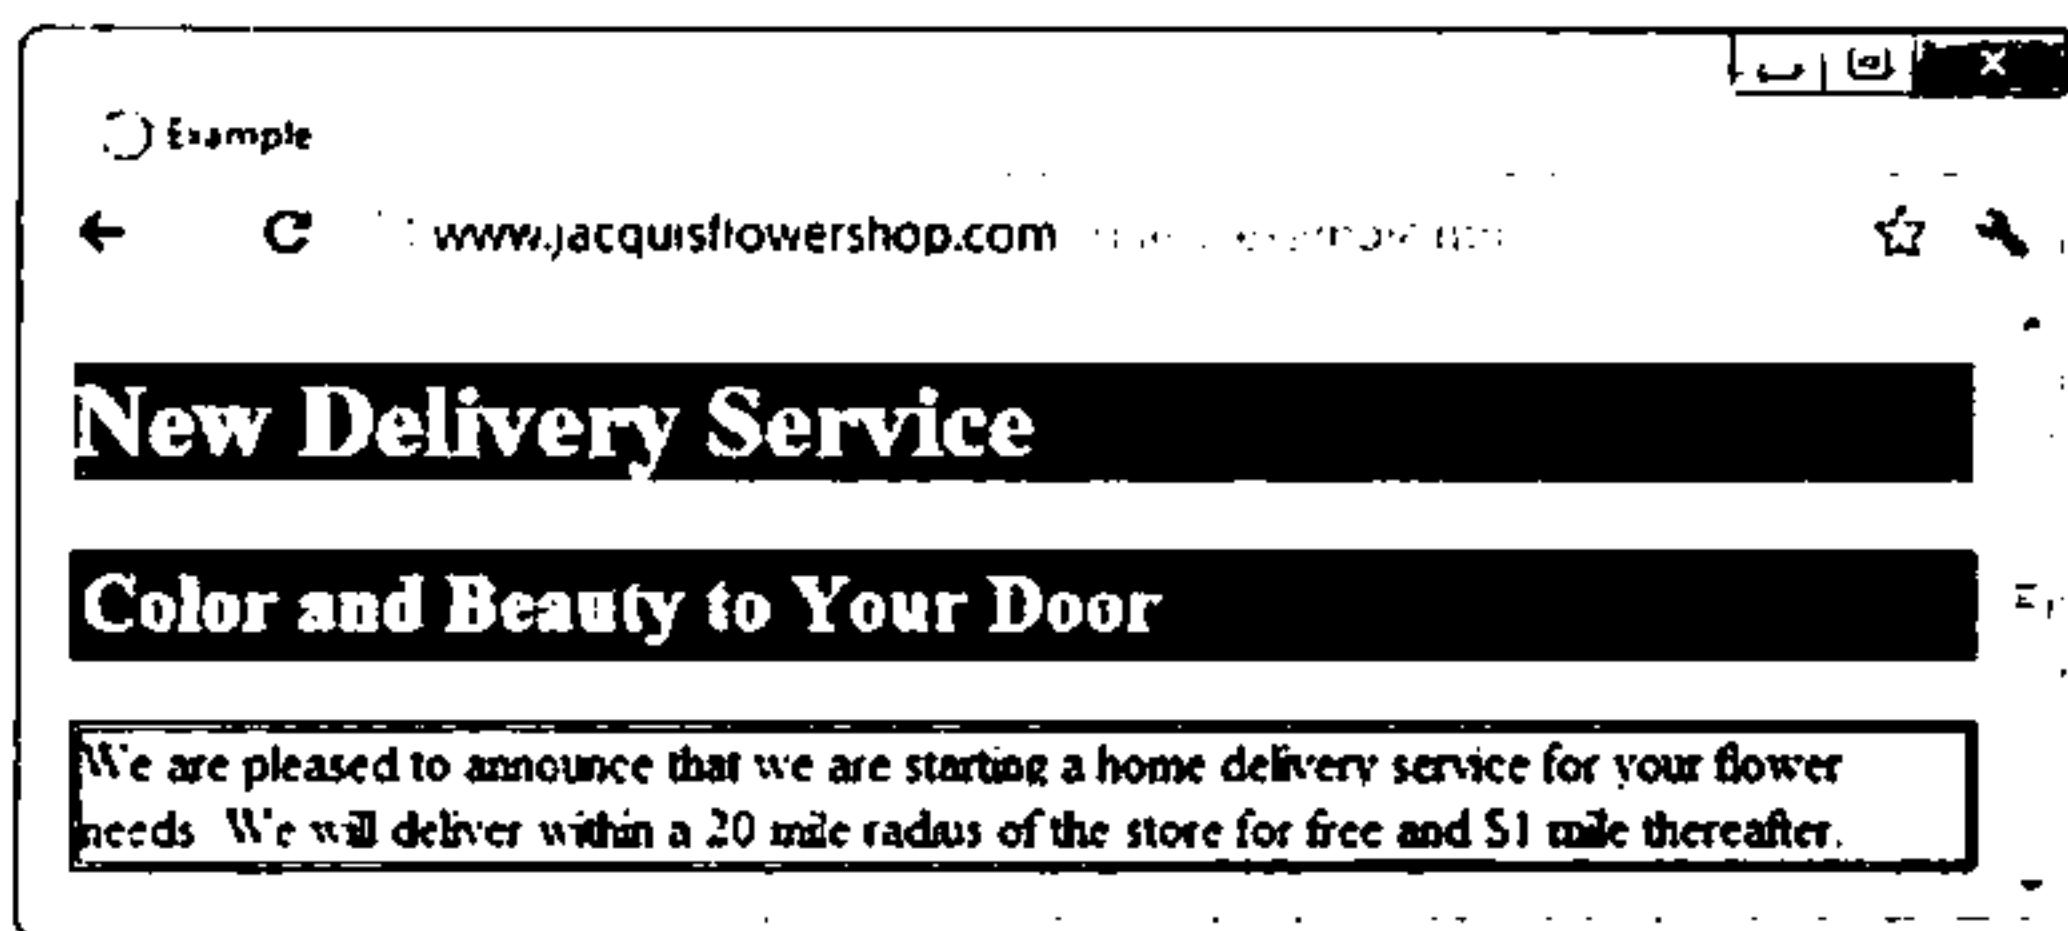 Example
www.jacquisflowershop.com
New Delivery Service
Color and Beauty to Your Door
We are pleased to announce that we are starting a home delivery service for your flower
needs. We will deliver within a 20 mile radius of the store for free and $1 mile thereafter.